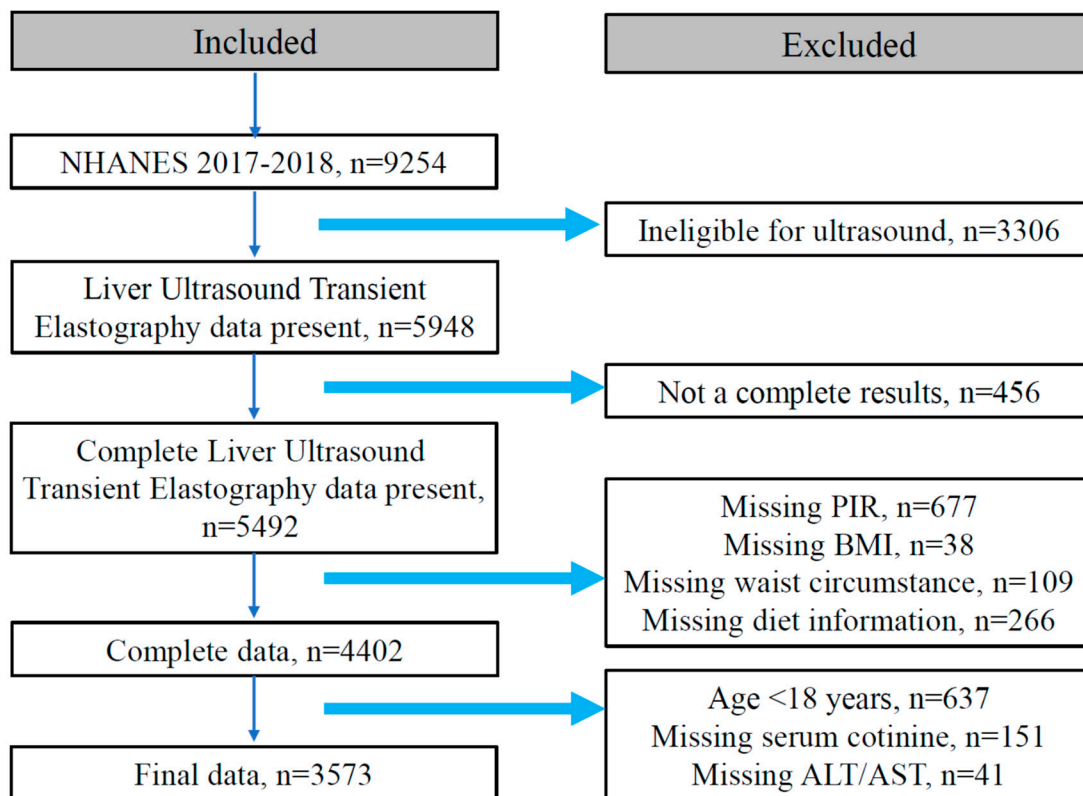 Included
Excluded
NHANES 2017-2018, n=9254
Ineligible for ultrasound, n=3306
Liver Ultrasound Transient
Elastography data present, n=5948
Not a complete results, n=456
Complete Liver Ultrasound
Transient Elastography data present,
n=5492
Missing PIR, n=677
Missing BMI, n=38
Missing waist circumstance, n=109
Missing diet information, n=266
Complete data, n=4402
Age <18 years, n=637
Missing serum cotinine, n=151
Missing ALT/AST, n=41
Final data, n=3573